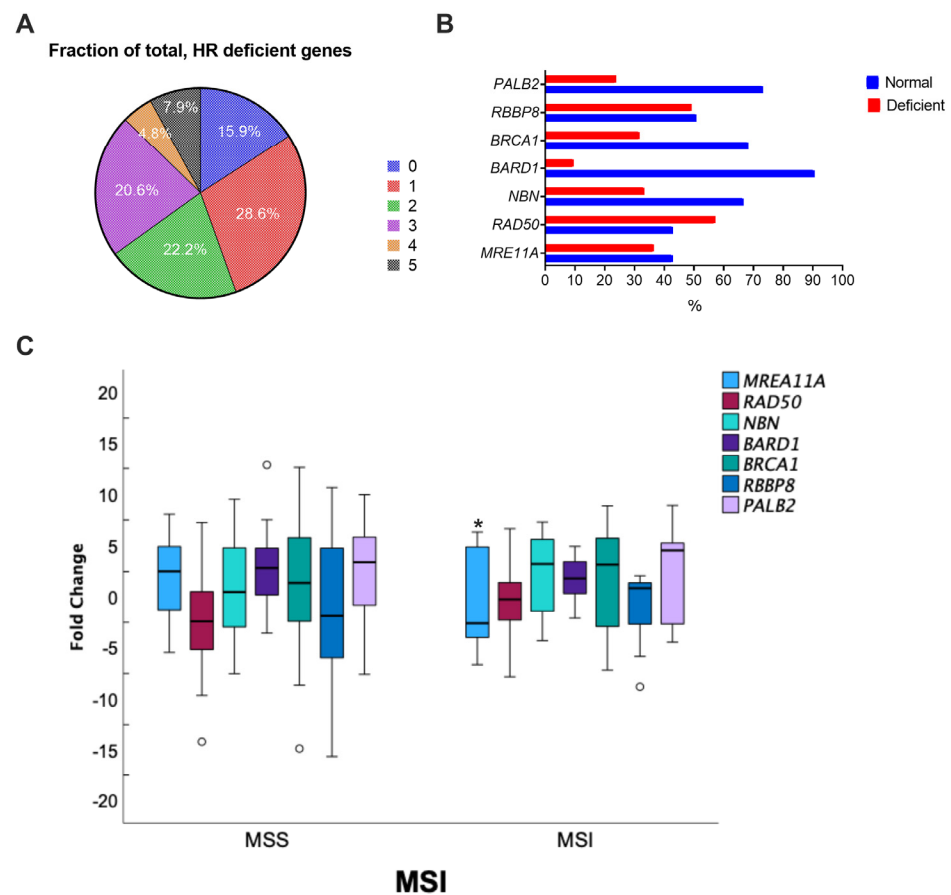 A
Fraction of total, HR deficient genes
7.9%
15.9%
4.8%
20.6%
28.6%
22.2%
0
1
2
3
4
5
B
PALB2
RBBP8
BRCA1
BARD1
NBN
RAD50
MRE11A
0 10 20 30 40 50 60 70 80 90 100
%
Normal
Deficient
C
Fold Change
20
15
10
5
0
-5
-10
-15
-20
*
MREA11A
RAD50
NBN
BARD1
BRCA1
RBBP8
PALB2
MSS MSI
MSI